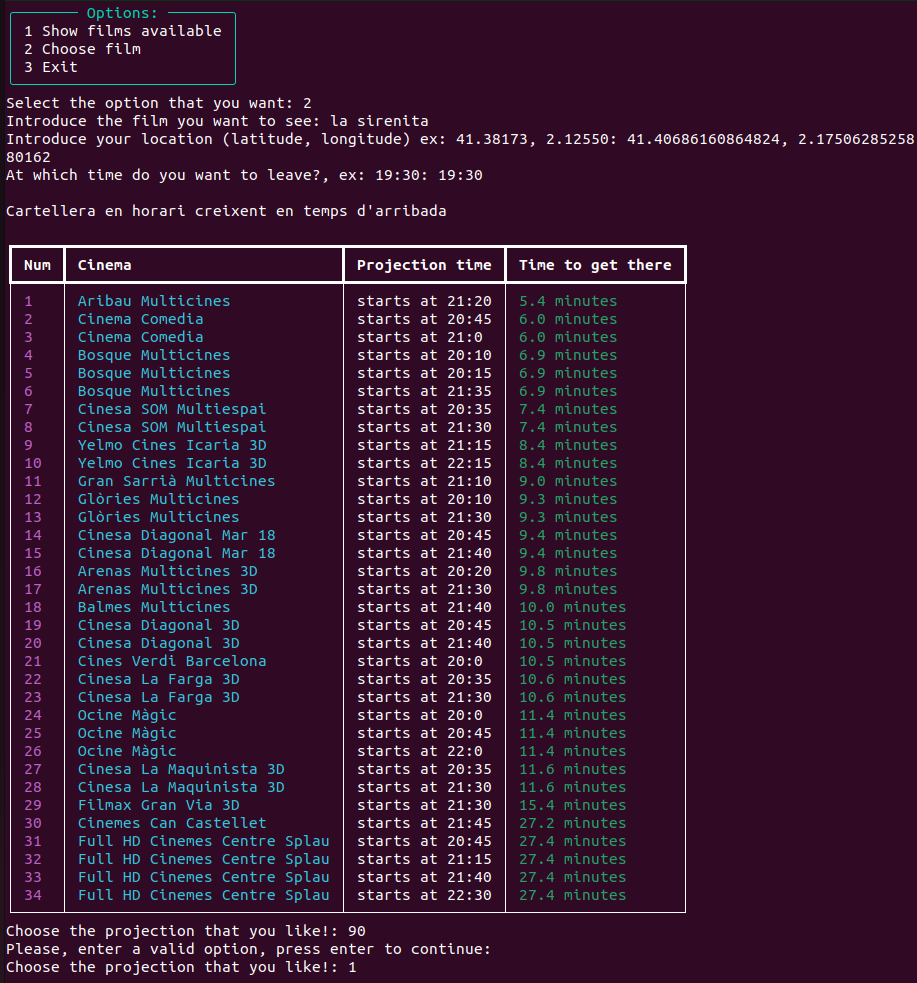 Options:
1 Show films available
2 Choose film
3 Exit
Select the option that you want: 2
Introduce the film you want to see: la sirenita
Introduce your location (latitude, longitude) ex: 41.38173, 2.12550: 41.40686160864824, 2.17506285258
80162
At which time do you want to leave?, ex: 19:30: 19:30
Cartellera en horari creixent en temps d'arribada
Num Cinema Projection time Time to get there
1 Aribau Multicines starts at 21:20 5.4 minutes
2 Cinema Comedia starts at 20:45 6.0 minutes
3 Cinema Comedia starts at 21:0 6.0 minutes
4 Bosque Multicines starts at 20:10 6.9 minutes
5 Bosque Multicines starts at 20:15 6.9 minutes
6 Bosque Multicines starts at 21:35 6.9 minutes
7 Cinesa SOM Multiespai starts at 20:35 7.4 minutes
8 Cinesa SOM Multiespai starts at 21:30 7.4 minutes
9 Yelmo Cines Icaria 3D starts at 21:15 8.4 minutes
10 Yelmo Cines Icaria 3D starts at 22:15 8.4 minutes
11 Gran Sarrià Multicines starts at 21:10 9.0 minutes
12 Glòries Multicines starts at 20:10 9.3 minutes
13 Glòries Multicines starts at 21:30 9.3 minutes
14 Cinesa Diagonal Mar 18 starts at 20:45 9.4 minutes
15 Cinesa Diagonal Mar 18 starts at 21:40 9.4 minutes
16 Arenas Multicines 3D starts at 20:20 9.8 minutes
17 Arenas Multicines 3D starts at 21:30 9.8 minutes
18 Balmes Multicines starts at 21:40 10.0 minutes
19 Cinesa Diagonal 3D starts at 20:45 10.5 minutes
20 Cinesa Diagonal 3D starts at 21:40 10.5 minutes
21 Cines Verdi Barcelona starts at 20:0 10.5 minutes
22 Cinesa La Farga 3D starts at 20:35 10.6 minutes
23 Cinesa La Farga 3D starts at 21:30 10.6 minutes
24 Ocine Màgic starts at 20:0 11.4 minutes
25 Ocine Màgic starts at 20:45 11.4 minutes
26 Ocine Màgic starts at 22:0 11.4 minutes
27 Cinesa La Maquinista 3D starts at 20:35 11.6 minutes
28 Cinesa La Maquinista 3D starts at 21:30 11.6 minutes
29 Filmax Gran Via 3D starts at 21:30 15.4 minutes
30 Cinemes Can Castellet starts at 21:45 27.2 minutes
31 Full HD Cinemes Centre Splau starts at 20:45 27.4 minutes
32 Full HD Cinemes Centre Splau starts at 21:15 27.4 minutes
33 Full HD Cinemes Centre Splau starts at 21:40 27.4 minutes
34 Full HD Cinemes Centre Splau starts at 22:30 27.4 minutes
Choose the projection that you like!: 90
Please, enter a valid option, press enter to continue:
Choose the projection that you like!: 1